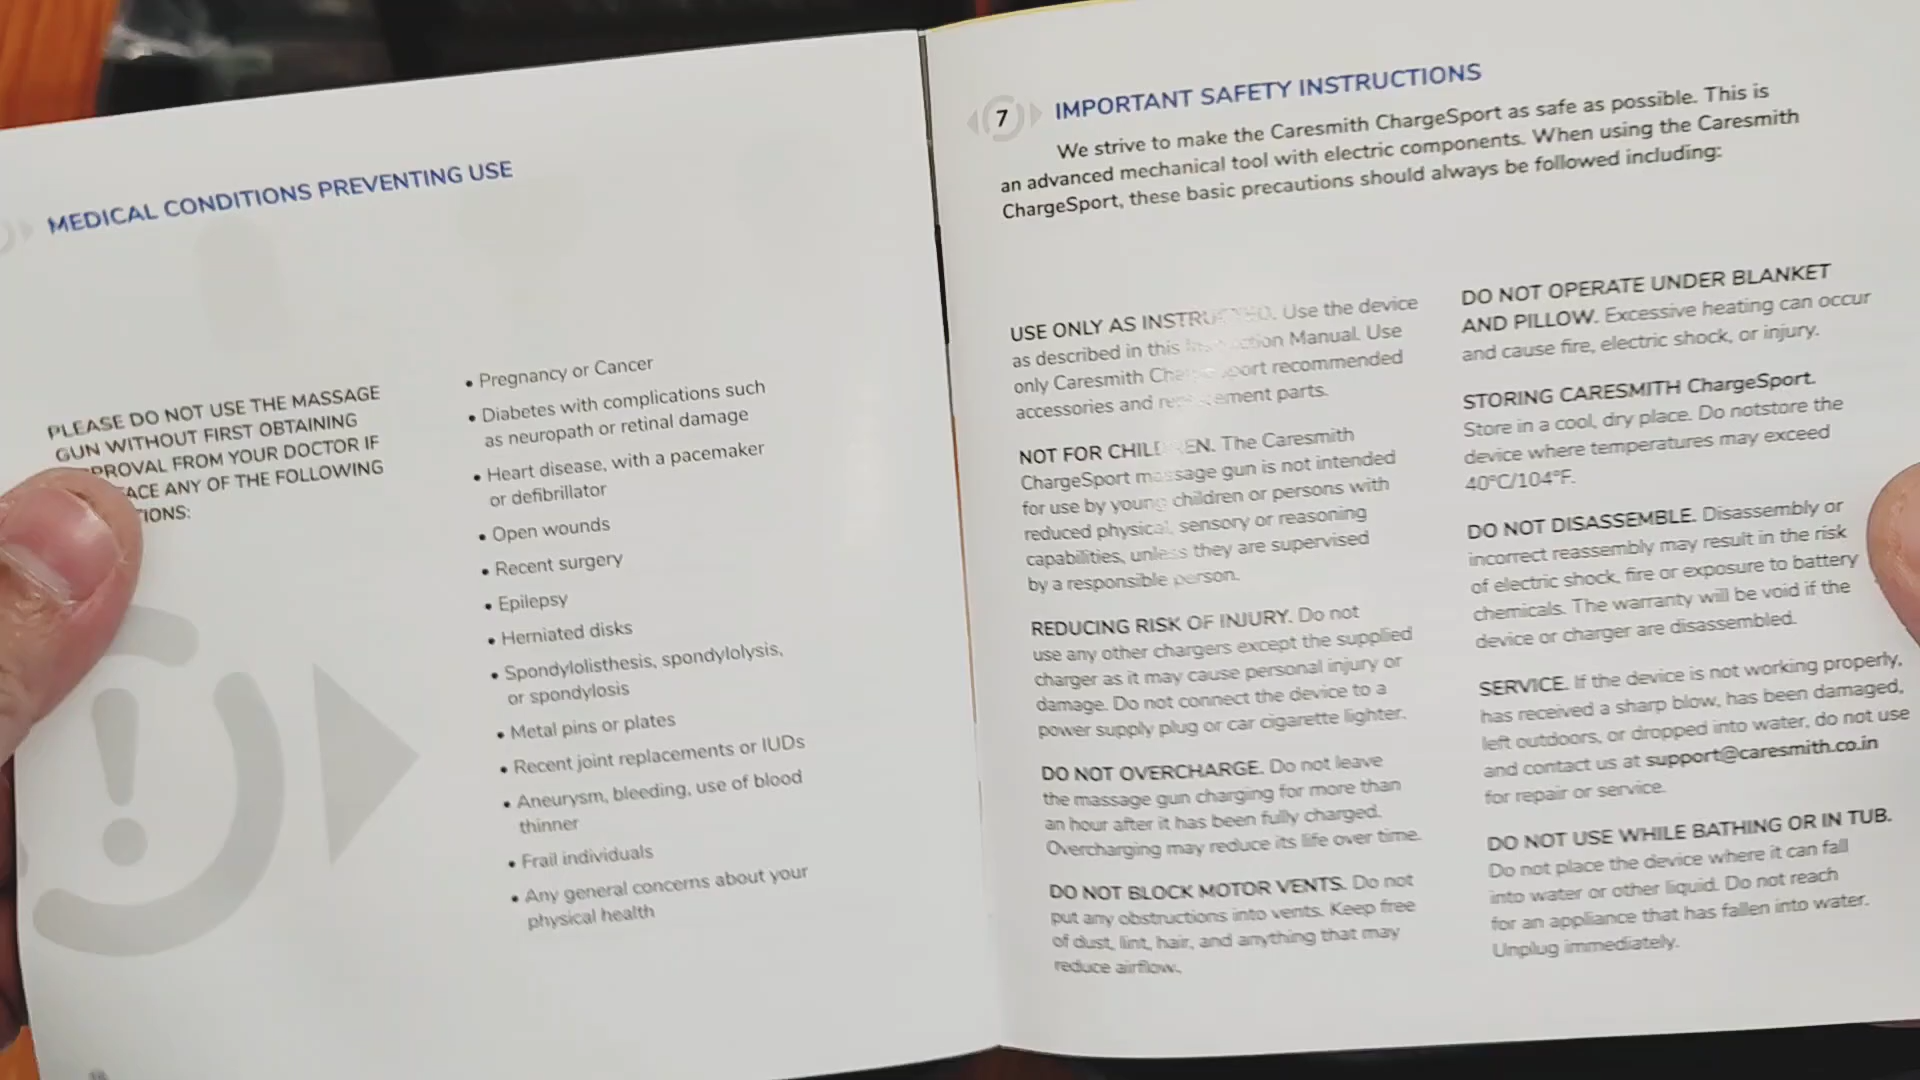 MEDICAL CONDITIONS PREVENTING USE
PLEASE DO NOT USE THE MASSAGE
GUN WITHOUT FIRST OBTAINING
PROVAL FROM YOUR DOCTOR IF
ACE ANY OF THE FOLLOWING
IONS:
• Pregnancy or Cancer
• Diabetes with complications such
as neuropath or retinal damage
• Heart disease, with a pacemaker
or defibrillator
• Open wounds
• Recent surgery
• Epilepsy
• Herniated disks
• Spondylolisthesis, spondylolysis,
or spondylosis
• Metal pins or plates
• Recent joint replacements or IUDs
• Aneurysm, bleeding, use of blood
thinner
• Frail individuals
• Any general concerns about your
physical health
7 IMPORTANT SAFETY INSTRUCTIONS
We strive to make the Caresmith ChargeSport as safe as possible. This is
an advanced mechanical tool with electric components. When using the Caresmith
ChargeSport, these basic precautions should always be followed including:
USE ONLY AS INSTRUCTED. Use the device
as described in this Instruction Manual. Use
only Caresmith ChargeSport recommended
accessories and replacement parts.
NOT FOR CHILDREN. The Caresmith
ChargeSport massage gun is not intended
for use by young children or persons with
reduced physical, sensory or reasoning
capabilities, unless they are supervised
by a responsible person.
REDUCING RISK OF INJURY. Do not
use any other chargers except the supplied
charger as it may cause personal injury or
damage. Do not connect the device to a
power supply plug or car cigarette lighter.
DO NOT OVERCHARGE. Do not leave
the massage gun charging for more than
an hour after it has been fully charged.
Overcharging may reduce its life over time.
DO NOT BLOCK MOTOR VENTS. Do not
put any obstructions into vents. Keep free
of dust, lint, hair, and anything that may
reduce airflow.
DO NOT OPERATE UNDER BLANKET
AND PILLOW. Excessive heating can occur
and cause fire, electric shock, or injury.
STORING CARESMITH ChargeSport.
Store in a cool, dry place. Do notstore the
device where temperatures may exceed
40°C/104°F.
DO NOT DISASSEMBLE. Disassembly or
incorrect reassembly may result in the risk
of electric shock, fire or exposure to battery
chemicals. The warranty will be void if the
device or charger are disassembled.
SERVICE. If the device is not working properly,
has received a sharp blow, has been damaged,
left outdoors, or dropped into water, do not use
and contact us at support@caresmith.co.in
for repair or service.
DO NOT USE WHILE BATHING OR IN TUB.
Do not place the device where it can fall
into water or other liquid. Do not reach
for an appliance that has fallen into water.
Unplug immediately.